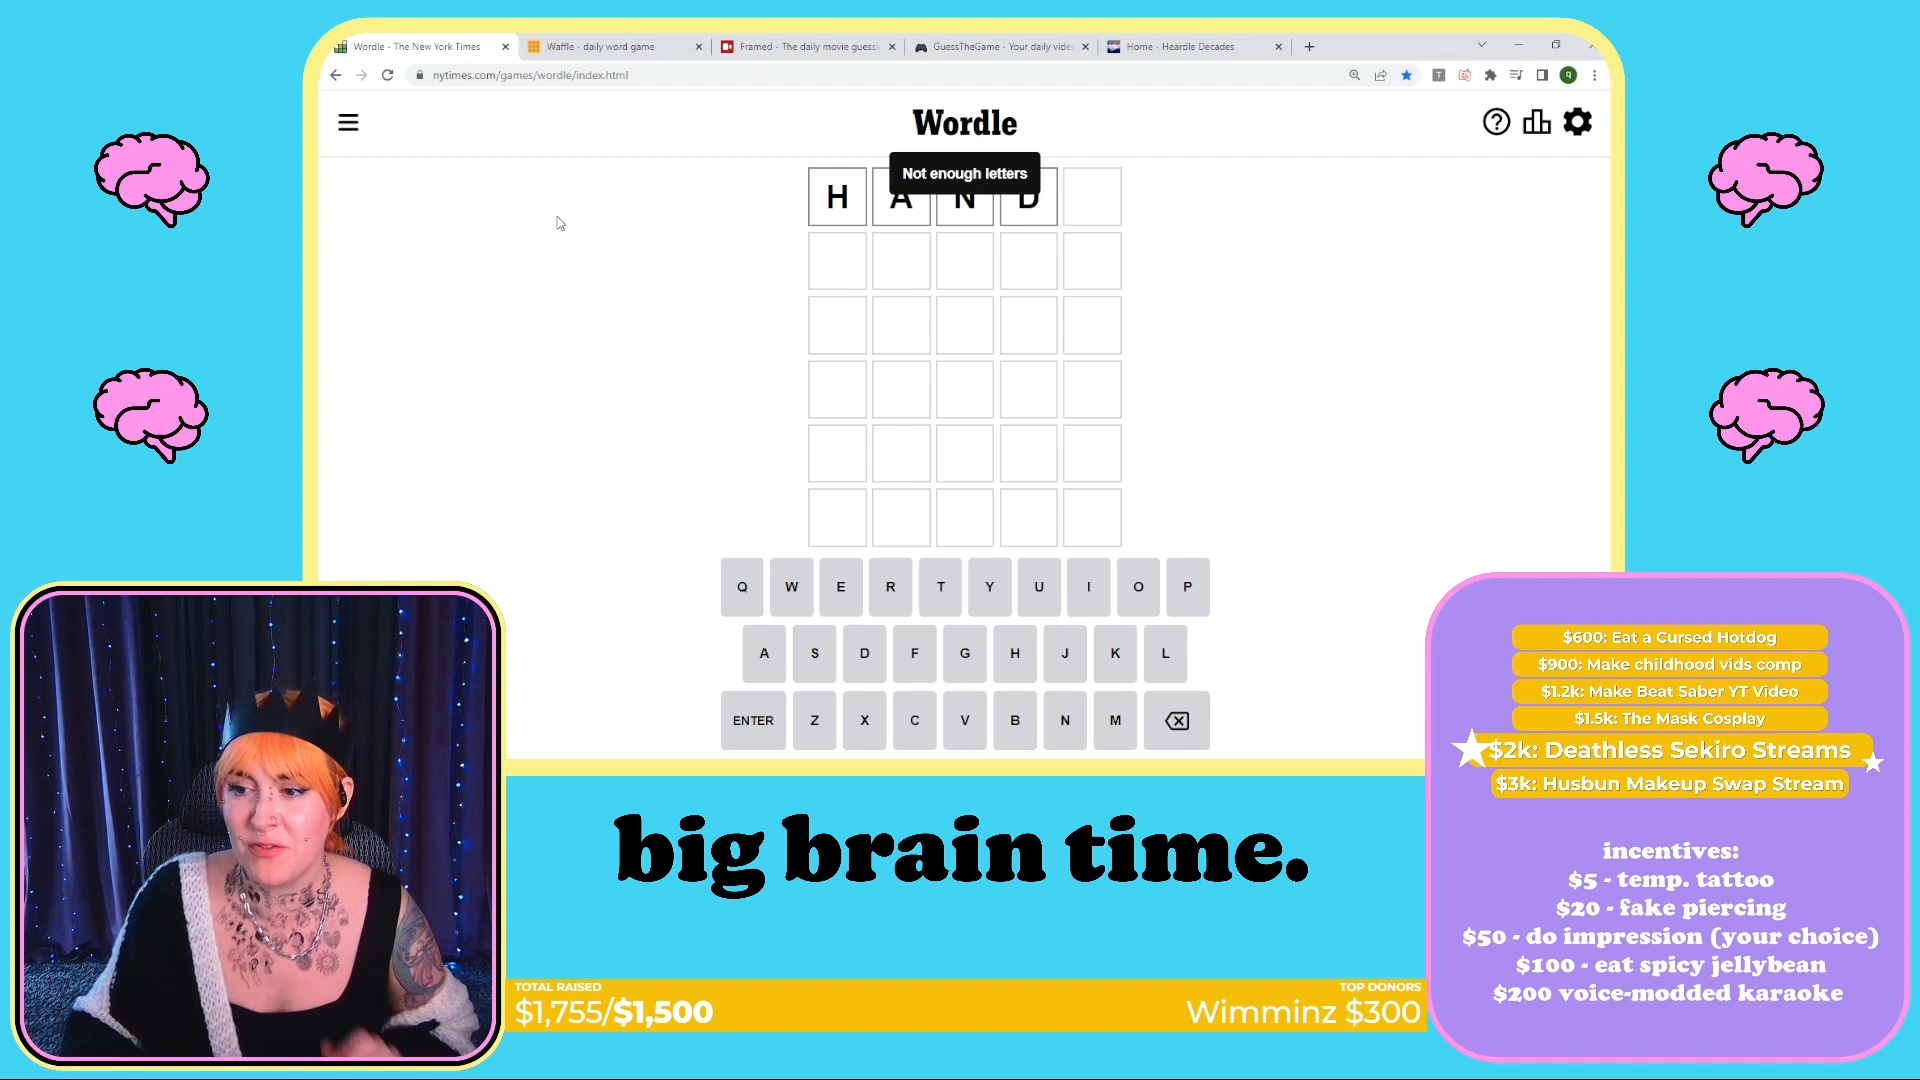 Wordle - The New York Times
Waffle - daily word game
Framed - The daily movie guessi
GuessTheGame - Your daily vide
Home - Heardle Decades
nytimes.com/games/wordle/index.html
T
q
Wordle
Not enough letters
H A N D
Q W E R T Y U I O P
A S D F G H J K L
ENTER Z X C V B N M
$600: Eat a Cursed Hotdog
$900: Make childhood vids comp
$1.2k: Make Beat Saber YT Video
$1.5k: The Mask Cosplay
$2k: Deathless Sekiro Streams
$3k: Husbun Makeup Swap Stream
incentives:
$5 - temp. tattoo
$20 - fake piercing
$50 - do impression (your choice)
$100 - eat spicy jellybean
$200 voice-modded karaoke
big brain time.
TOTAL RAISED
$1,755/$1,500
TOP DONORS
Wimminz $300